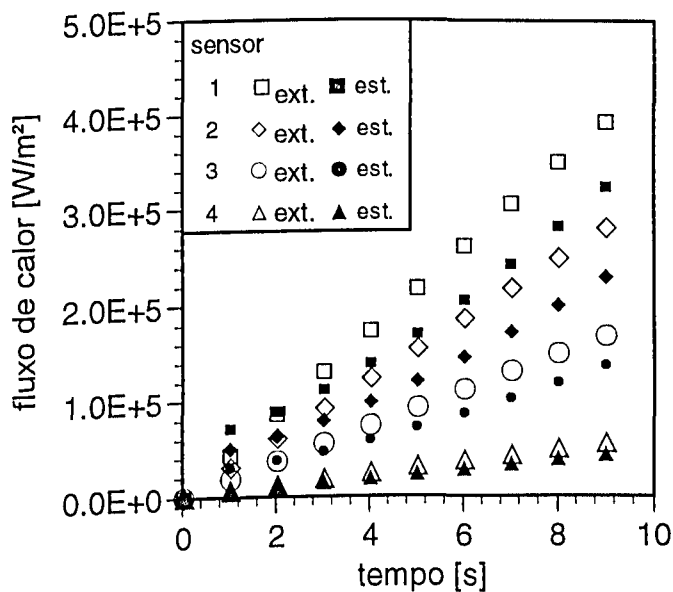 5.0E+5
4.0E+5
3.0E+5
2.0E+5
1.0E+5
0.0E+0
fluxo de calor [W/m²]
sensor
1 ext. est.
2 ext. est.
3 ext. est.
4 ext. est.
0 2 4 6 8 10
tempo [s]